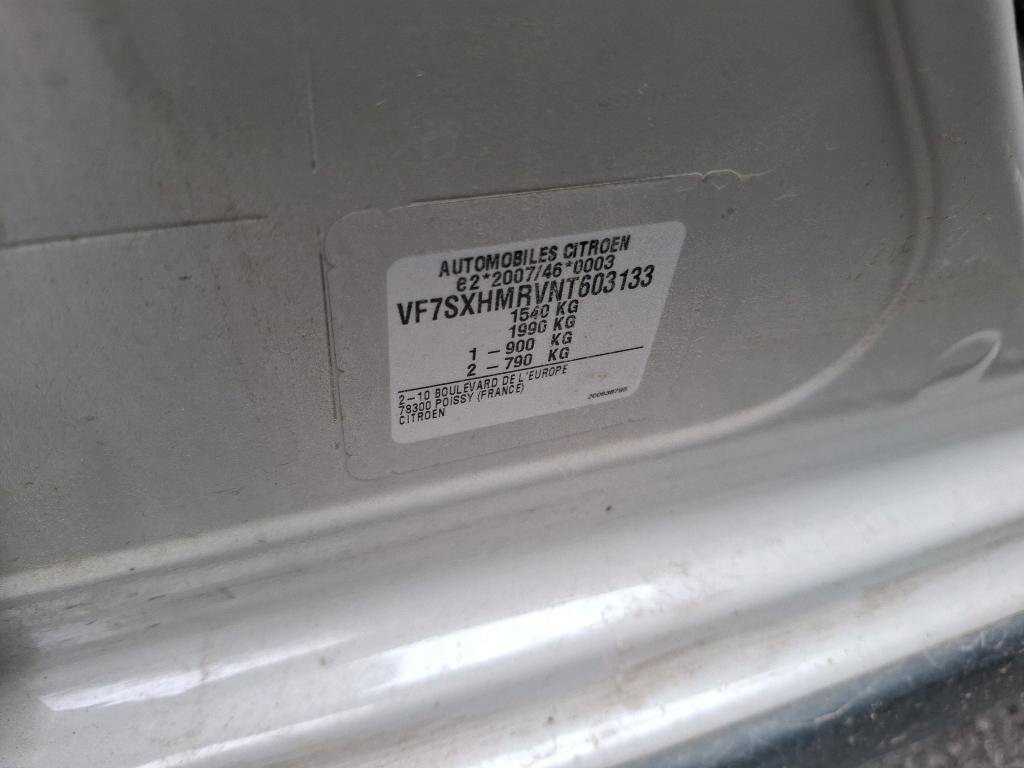 AUTOMOBILES CITROEN
e2*2007/46*0003
VF7SXHMRVNT603133
1540 KG
1990 KG
1 – 900 KG
2 – 790 KG
2–10 BOULEVARD DE L'EUROPE
78300 POISSY (FRANCE)
CITROEN